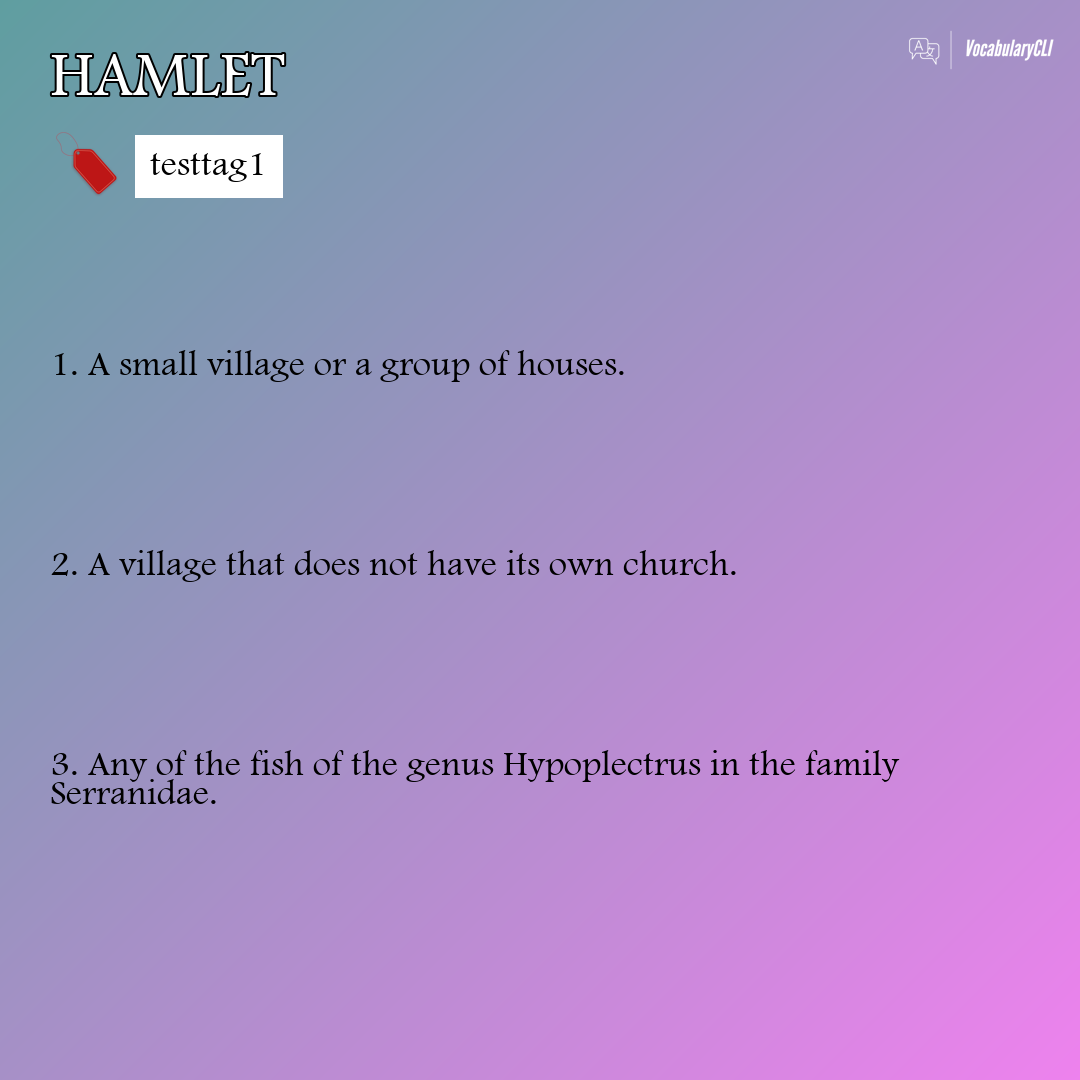 HAMLET
VocabularyCLI
testtag1
1. A small village or a group of houses.
2. A village that does not have its own church.
3. Any of the fish of the genus Hypoplectrus in the family
Serranidae.